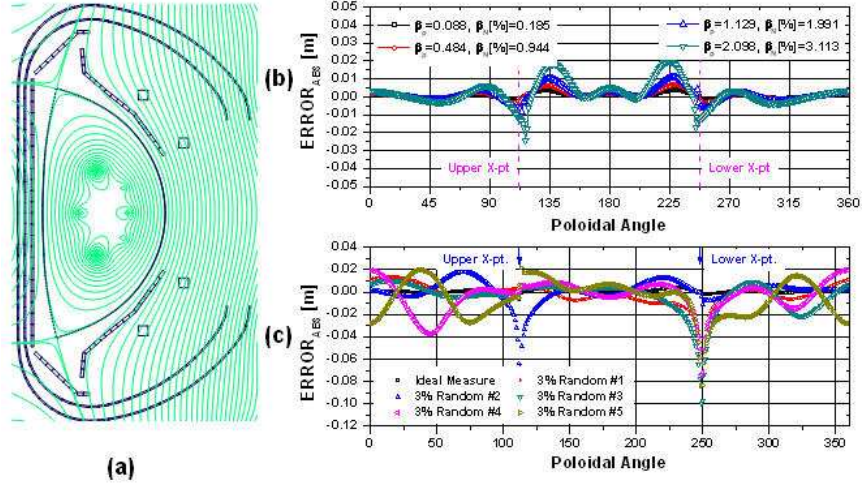 (a)
(b)
ERROR_ABS [m]
0.05
0.04
0.03
0.02
0.01
0.00
-0.01
-0.02
-0.03
-0.04
0.05
β_p=0.088, β_N[%]=0.185
β_p=0.484, β_N[%]=0.944
β_p=1.129, β_N[%]=1.991
β_p=2.098, β_N[%]=3.113
Upper X-pt
Lower X-pt
0 45 90 135 180 225 270 315 360
Poloidal Angle
(c)
ERROR_ABS [m]
0.04
0.02
0.00
-0.02
-0.04
-0.06
-0.08
-0.10
-0.12
Upper X-pt.
Lower X-pt.
Ideal Measure
3% Random #1
3% Random #2
3% Random #3
3% Random #4
3% Random #5
0 50 100 150 200 250 300 350
Poloidal Angle